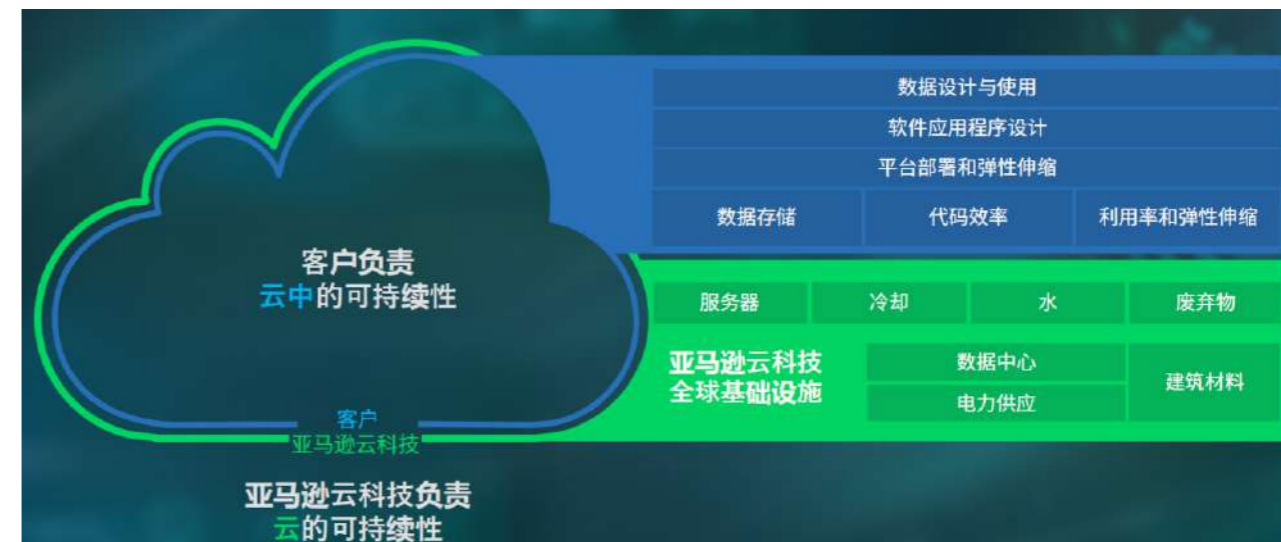 客户负责
云中的可持续性
客户
亚马逊云科技
亚马逊云科技负责
云的可持续性
数据设计与使用
软件应用程序设计
平台部署和弹性伸缩
数据存储
代码效率
利用率和弹性伸缩
服务器
冷却
水
废弃物
亚马逊云科技
全球基础设施
数据中心
电力供应
建筑材料